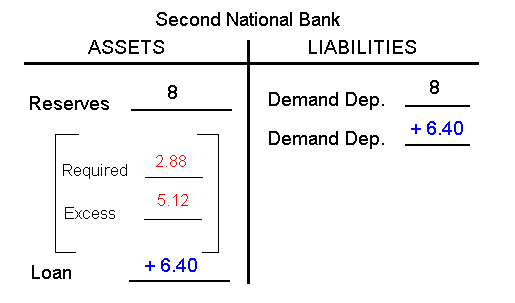 Second National Bank
ASSETS LIABILITIES
Reserves 8 Demand Dep. 8
Demand Dep. + 6.40
Required 2.88
Excess 5.12
Loan + 6.40